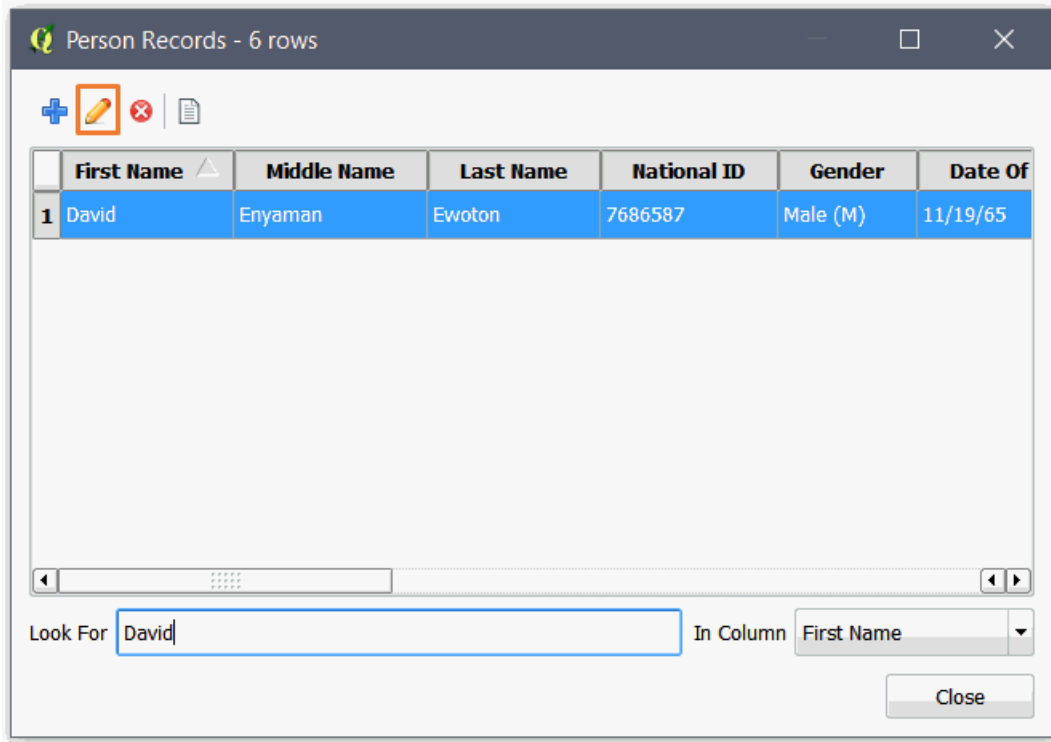 Person Records - 6 rows
First Name Middle Name Last Name National ID Gender Date Of
1 David Enyaman Ewoton 7686587 Male (M) 11/19/65
Look For David In Column First Name
Close